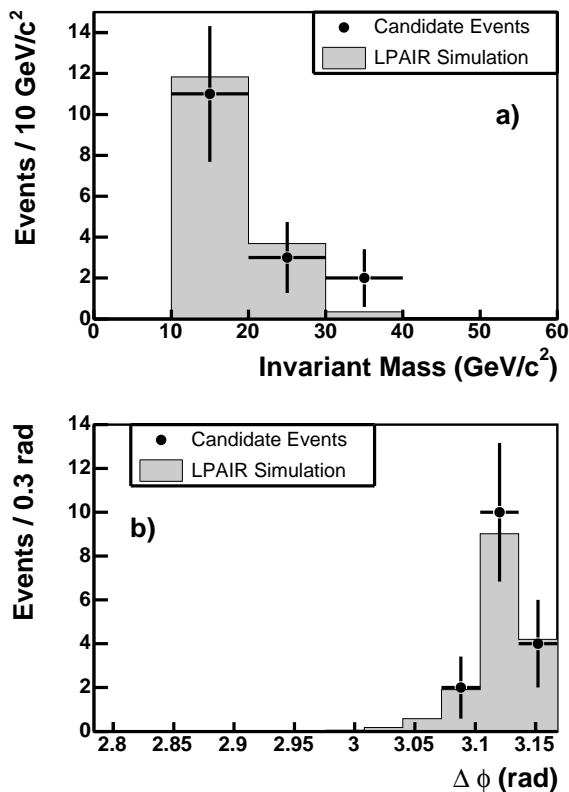 Events / 10 GeV/c²
14
12
10
8
6
4
2
0
Candidate Events
LPAIR Simulation
a)
0 10 20 30 40 50 60
Invariant Mass (GeV/c²)
Events / 0.3 rad
14
12
10
8
6
4
2
0
Candidate Events
LPAIR Simulation
b)
2.8 2.85 2.9 2.95 3 3.05 3.1 3.15
Δ ϕ (rad)